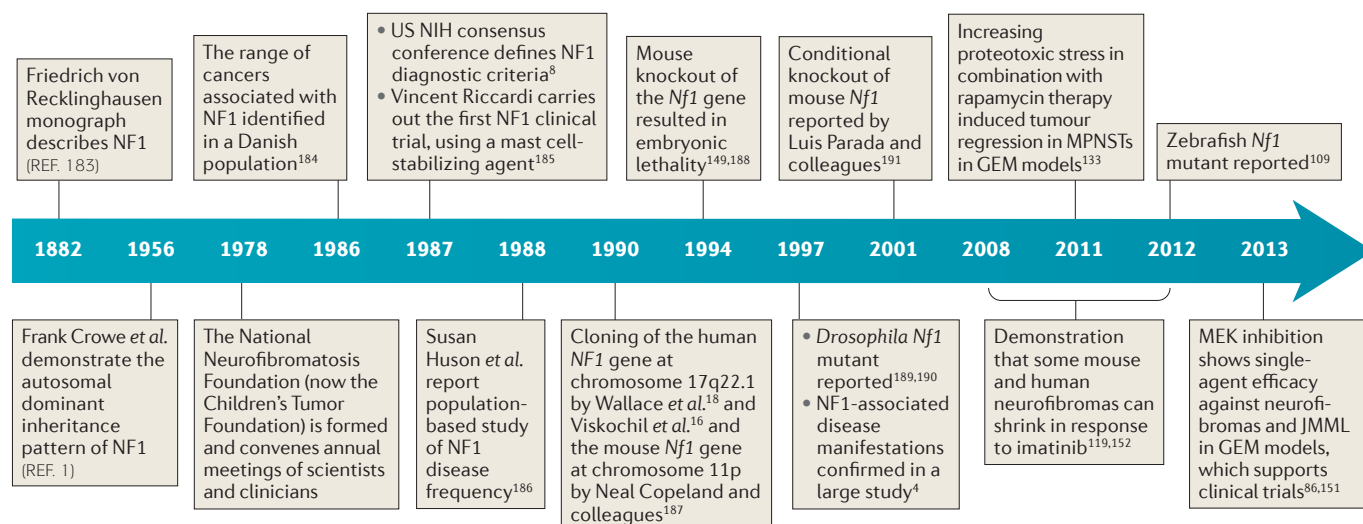 Friedrich von
Recklinghausen
monograph
describes NF1
(REF. 183)
The range of
cancers
associated with
NF1 identified
in a Danish
population184
• US NIH consensus
conference defines NF1
diagnostic criteria8
• Vincent Riccardi carries
out the first NF1 clinical
trial, using a mast cell-
stabilizing agent185
Mouse
knockout of
the Nf1 gene
resulted in
embryonic
lethality149,188
Conditional
knockout of
mouse Nf1
reported by
Luis Parada and
colleagues191
Increasing
proteotoxic stress in
combination with
rapamycin therapy
induced tumour
regression in MPNSTs
in GEM models133
Zebrafish Nf1
mutant reported109
1882 1956 1978 1986 1987 1988 1990 1994 1997 2001 2008 2011 2012 2013
Frank Crowe et al.
demonstrate the
autosomal
dominant
inheritance
pattern of NF1
(REF. 1)
The National
Neurofibromatosis
Foundation (now the
Children's Tumor
Foundation) is formed
and convenes annual
meetings of scientists
and clinicians
Susan
Huson et al.
report
population-
based study
of NF1
disease
frequency186
Cloning of the human
NF1 gene at
chromosome 17q22.1
by Wallace et al.18 and
Viskochil et al.16 and
the mouse Nf1 gene
at chromosome 11p
by Neal Copeland and
colleagues187
• Drosophila Nf1
mutant
reported189,190
• NF1-associated
disease
manifestations
confirmed in a
large study4
Demonstration
that some mouse
and human
neurofibromas can
shrink in response
to imatinib119,152
MEK inhibition
shows single-
agent efficacy
against neurofi-
bromas and JMML
in GEM models,
which supports
clinical trials86,151